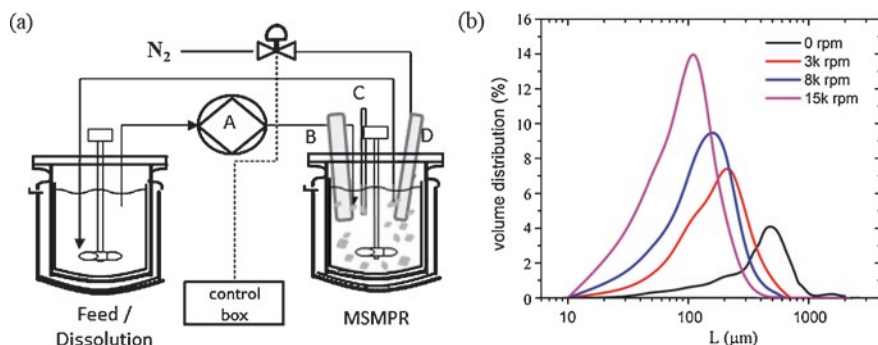 (a)
N₂
A
B
C
D
control
box
Feed /
Dissolution
MSMPR
(b)
16
14
12
10
8
6
4
2
0
volume distribution (%)
0 rpm
3k rpm
8k rpm
15k rpm
10
100
1000
L (μm)